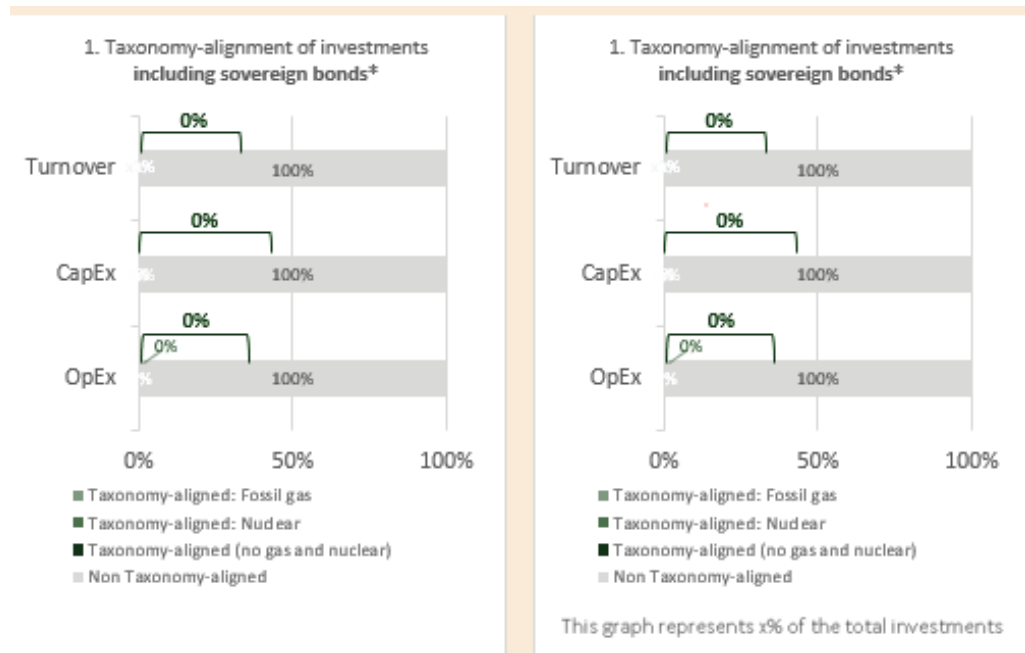 1. Taxonomy-alignment of investments
including sovereign bonds*
0%
Turnover
100%
0%
CapEx
100%
0%
0%
OpEx
100%
0%
50%
100%
Taxonomy-aligned: Fossil gas
Taxonomy-aligned: Nuclear
Taxonomy-aligned (no gas and nuclear)
Non Taxonomy-aligned
1. Taxonomy-alignment of investments
including sovereign bonds*
0%
Turnover
100%
0%
CapEx
100%
0%
0%
OpEx
100%
0%
50%
100%
Taxonomy-aligned: Fossil gas
Taxonomy-aligned: Nuclear
Taxonomy-aligned (no gas and nuclear)
Non Taxonomy-aligned
This graph represents x% of the total investments